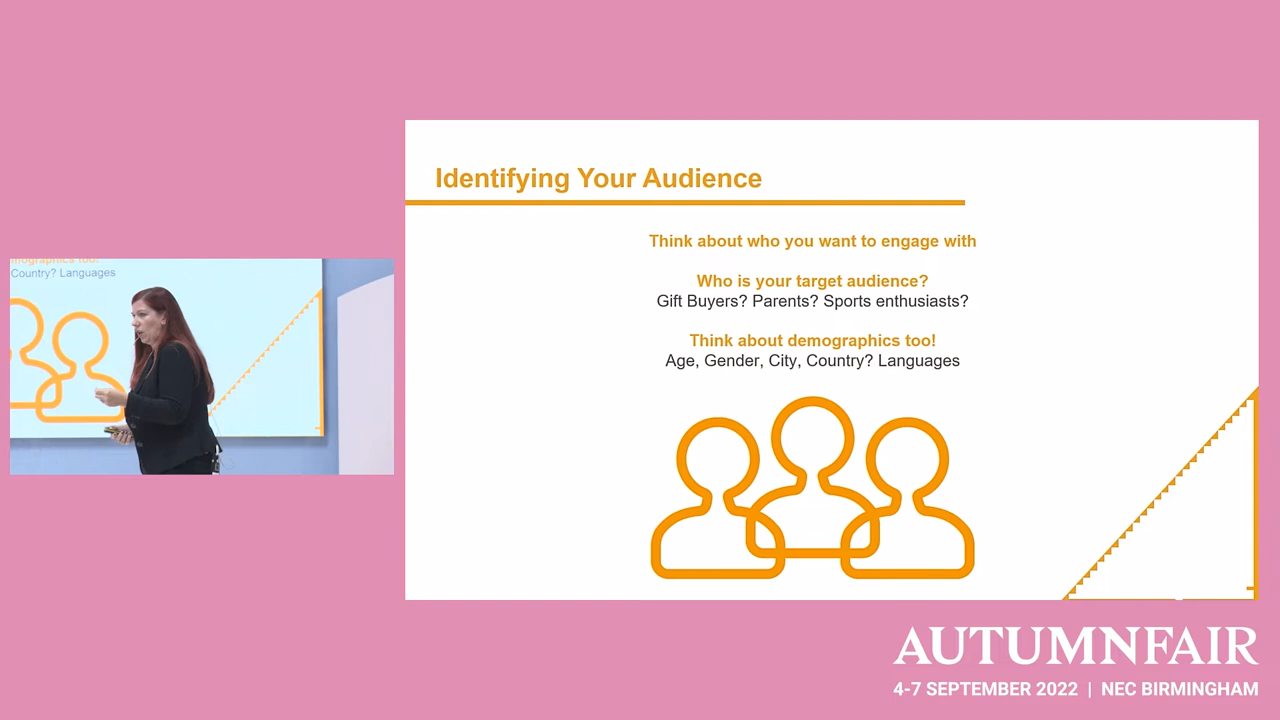 Identifying Your Audience
Think about who you want to engage with
Who is your target audience?
Gift Buyers? Parents? Sports enthusiasts?
Think about demographics too!
Age, Gender, City, Country? Languages
mographics too!
Country? Languages
AUTUMNFAIR
4-7 SEPTEMBER 2022 | NEC BIRMINGHAM